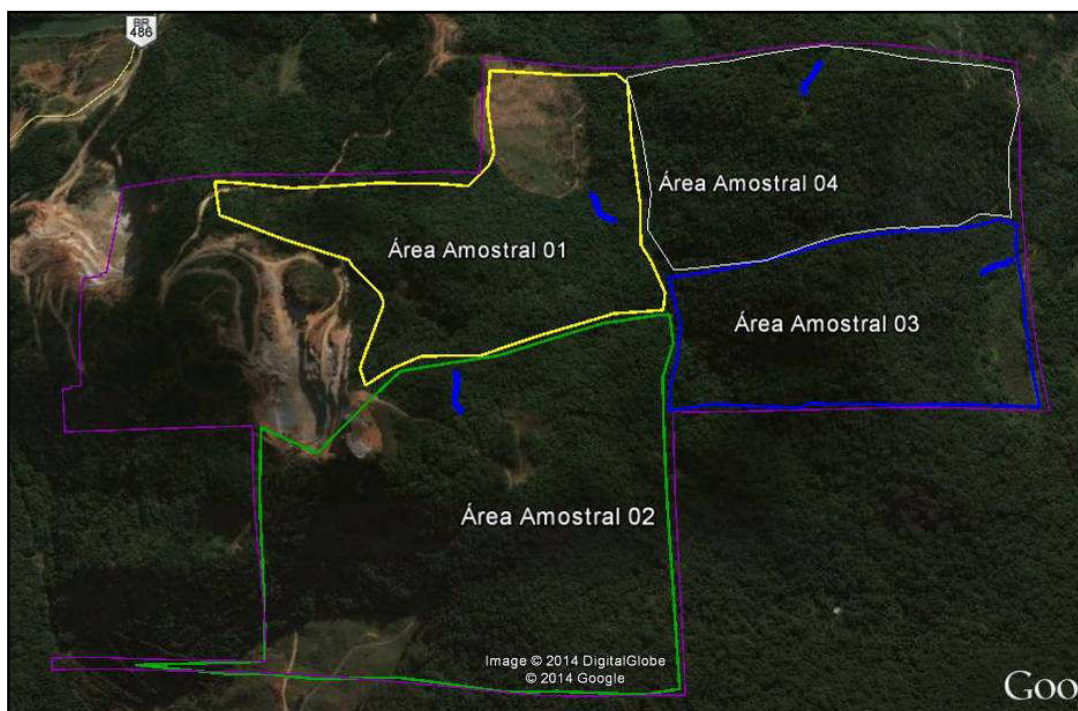 BR
486
Área Amostral 04
Área Amostral 01
Área Amostral 03
Área Amostral 02
Image © 2014 DigitalGlobe
© 2014 Google
Goo